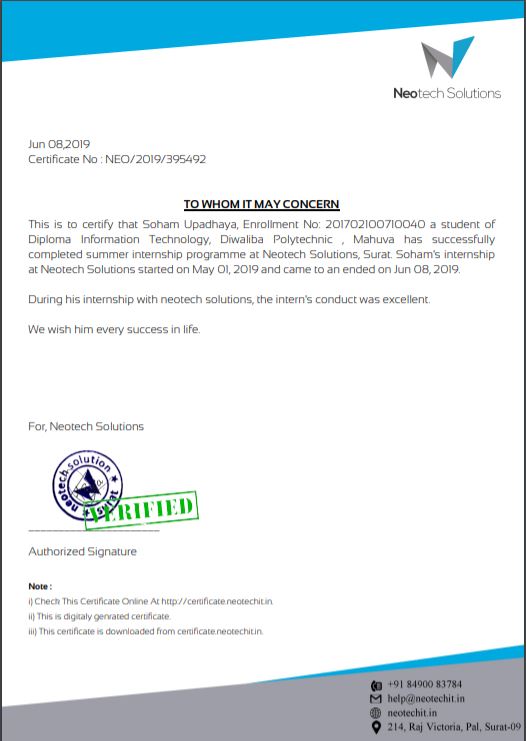 Neotech Solutions
Jun 08,2019
Certificate No : NEO/2019/395492
TO WHOM IT MAY CONCERN
This is to certify that Soham Upadhaya, Enrollment No: 201702100710040 a student of
Diploma Information Technology, Diwaliba Polytechnic , Mahuva has successfully
completed summer internship programme at Neotech Solutions, Surat. Soham's internship
at Neotech Solutions started on May 01, 2019 and came to an ended on Jun 08, 2019.
During his internship with neotech solutions, the intern's conduct was excellent.
We wish him every success in life.
For, Neotech Solutions
neotech solution
VERIFIED
Authorized Signature
Note :
i) Check This Certificate Online At http://certificate.neotechit.in
ii) This is digitaly genrated certificate.
iii) This certificate is downloaded from certificate.neotechit.in.
+91 84900 83784
help@neotechit.in
neotechit.in
214, Raj Victoria, Pal, Surat-09